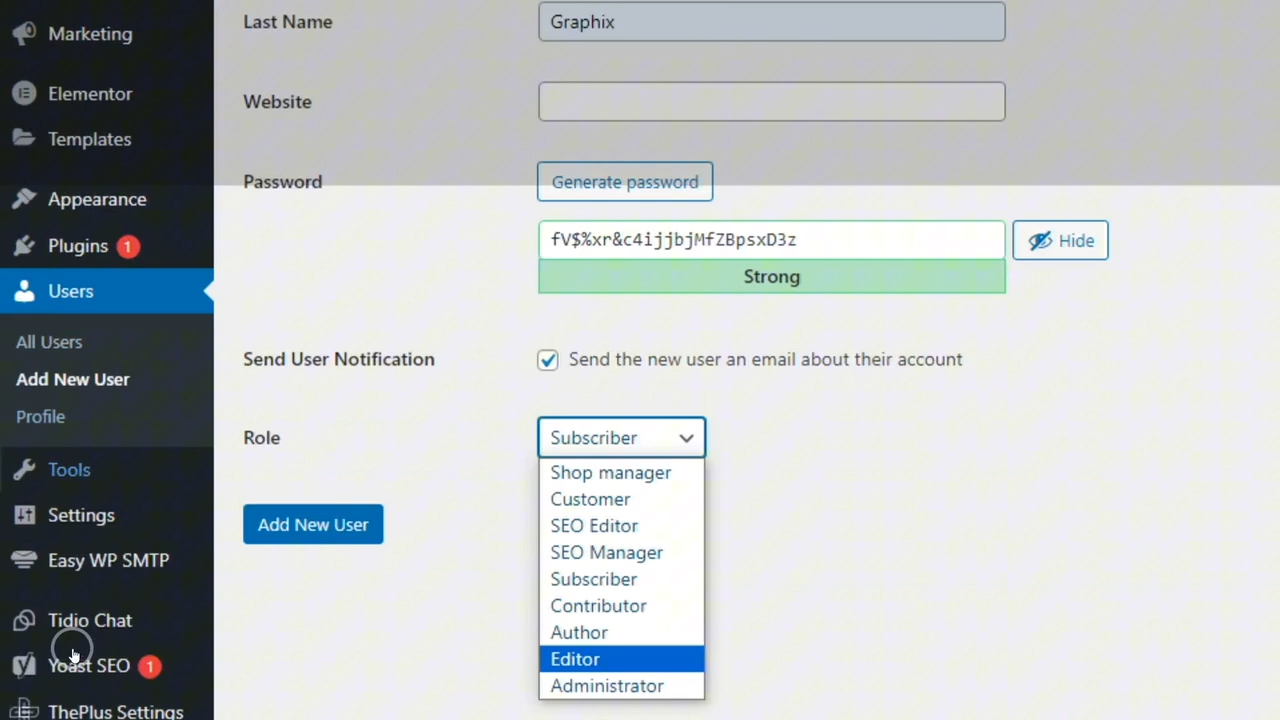 Marketing
Elementor
Templates
Appearance
Plugins 1
Users
All Users
Add New User
Profile
Tools
Settings
Easy WP SMTP
Tidio Chat
Yoast SEO 1
ThePlus Settings
Last Name Graphix
Website
Password Generate password
fV$%xr&c4ijjbjMfZBpsxD3z Hide
Strong
Send User Notification Send the new user an email about their account
Role Subscriber
Shop manager
Customer
SEO Editor
SEO Manager
Subscriber
Contributor
Author
Editor
Administrator
Add New User